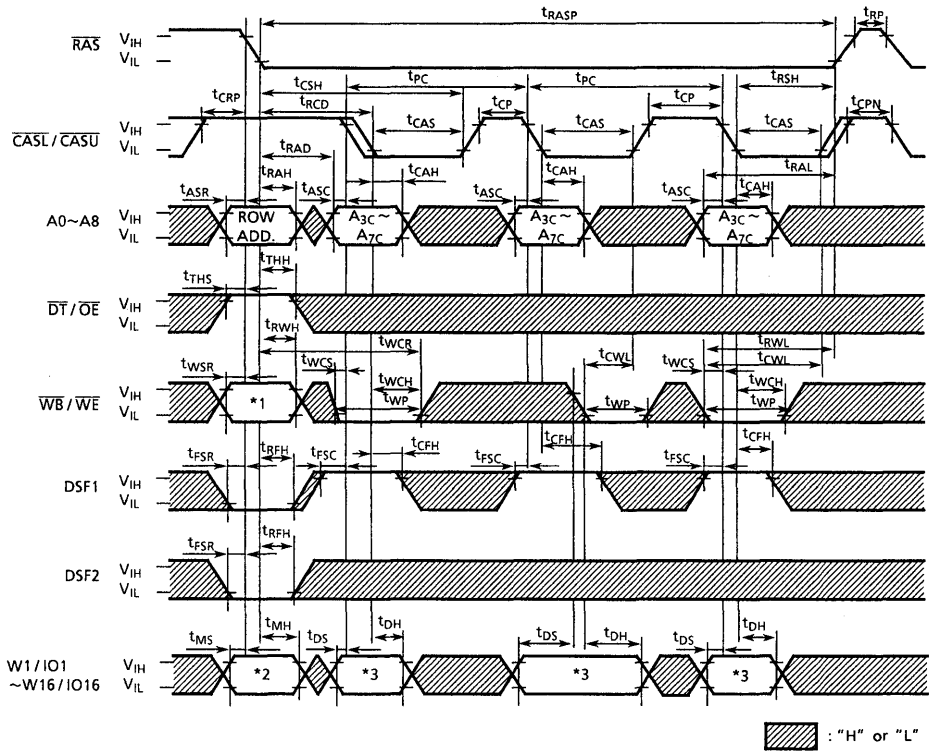 tRASP
tRP
RAS
VIH
VIL
tCSH
tPC
tPC
tRSH
tCRP
tRCD
tCP
tCP
tCPN
CASL / CASU
VIH
VIL
tCAS
tCAS
tCAS
tRAD
tRAH
tCAH
tCAH
tRAL
tASR
tASC
tASC
tASC
tCAH
A0~A8
VIH
VIL
ROW ADD.
A3C~ A7C
A3C~ A7C
A3C~ A7C
tTHH
tTHS
DT / OE
VIH
VIL
tRWH
tWCR
tRWL
tWCS
tCWL
tWCS
tCWL
tWSR
tWCH
tWCH
WB / WE
VIH
VIL
*1
tWP
tWP
tWP
tRFH
tCFH
tCFH
tCFH
tFSR
tFSC
tFSC
tFSC
DSF1
VIH
VIL
tRFH
tFSR
DSF2
VIH
VIL
tMH
tDH
tMS
tDS
tDS
tDH
tDS
tDH
W1 / IO1
~W16 / IO16
VIH
VIL
*2
*3
*3
*3
: "H" or "L"